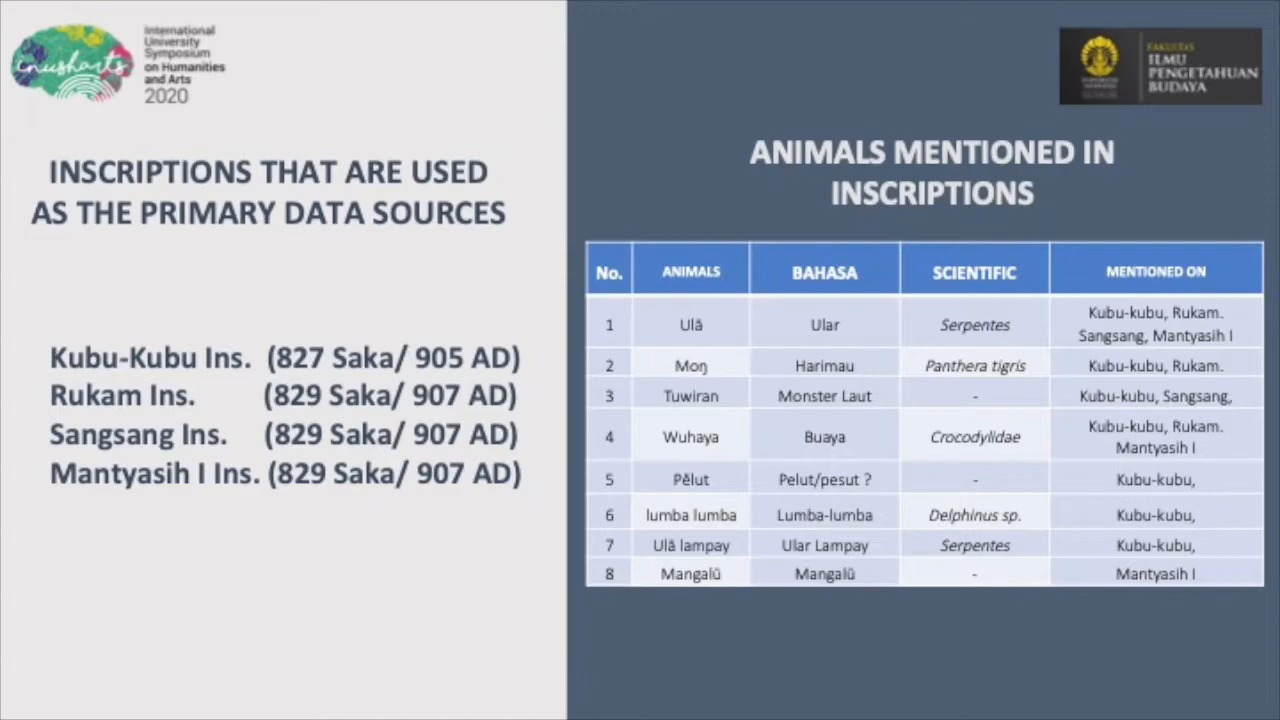 inusharts
International
University
Symposium
on Humanities
and Arts
2020
FAKULTAS
ILMU
PENGETAHUAN
BUDAYA
INSCRIPTIONS THAT ARE USED
AS THE PRIMARY DATA SOURCES
Kubu-Kubu Ins. (827 Saka/ 905 AD)
Rukam Ins. (829 Saka/ 907 AD)
Sangsang Ins. (829 Saka/ 907 AD)
Mantyasih I Ins. (829 Saka/ 907 AD)
ANIMALS MENTIONED IN
INSCRIPTIONS
No. ANIMALS BAHASA SCIENTIFIC MENTIONED ON
1 Ulā Ular Serpentes Kubu-kubu, Rukam.
Sangsang, Mantyasih I
2 Moŋ Harimau Panthera tigris Kubu-kubu, Rukam.
3 Tuwiran Monster Laut - Kubu-kubu, Sangsang,
4 Wuhaya Buaya Crocodylidae Kubu-kubu, Rukam.
Mantyasih I
5 Pĕlut Pelut/pesut ? - Kubu-kubu,
6 lumba lumba Lumba-lumba Delphinus sp. Kubu-kubu,
7 Ulā lampay Ular Lampay Serpentes Kubu-kubu,
8 Mangalū Mangalū - Mantyasih I